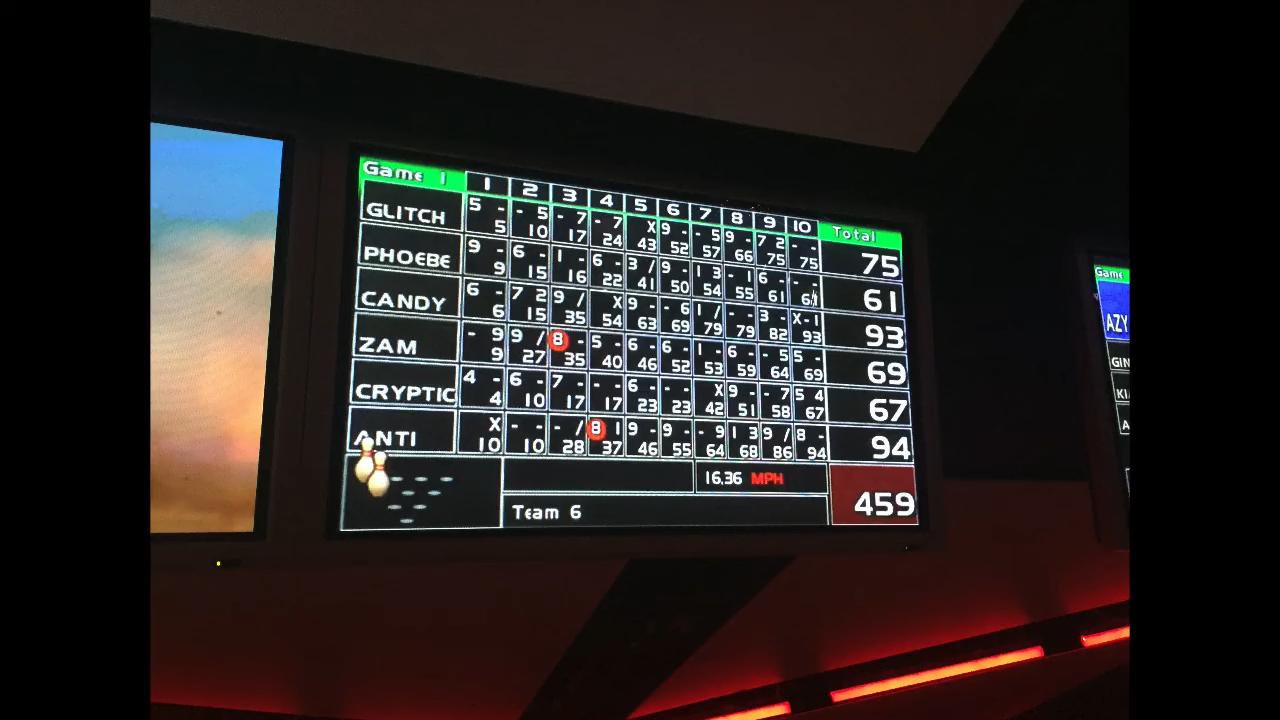 Game 1 1 2 3 4 5 6 7 8 9 10 Total
GLITCH 5 - - 5 - 7 - 7 X 9 - - 5 9 - 7 2 - -
5 10 17 24 43 52 57 66 75 75 75
PHOEBE 9 - 6 - 1 - 6 - 3 / 9 - 1 3 - 1 6 - - -
9 15 16 22 41 50 54 55 61 61 61
CANDY 6 - 7 2 9 / X 9 - 6 - 1 / - - 3 - X - 1
6 15 35 54 63 69 79 79 82 93 93
ZAM - 9 9 / 8 - 5 - 6 - 6 - 1 - 6 - - 5 5 -
9 27 35 40 46 52 53 59 64 69 69
CRYPTIC 4 - 6 - 7 - - - 6 - - - X 9 - - 7 5 4
4 10 17 17 23 23 42 51 58 67 67
ANTI X - - - / 8 1 9 - 9 - - 9 1 3 9 / 8 -
10 10 28 37 46 55 64 68 86 94 94
16.36 MPH
Team 6 459
Game
AZY
GIN
KI
A